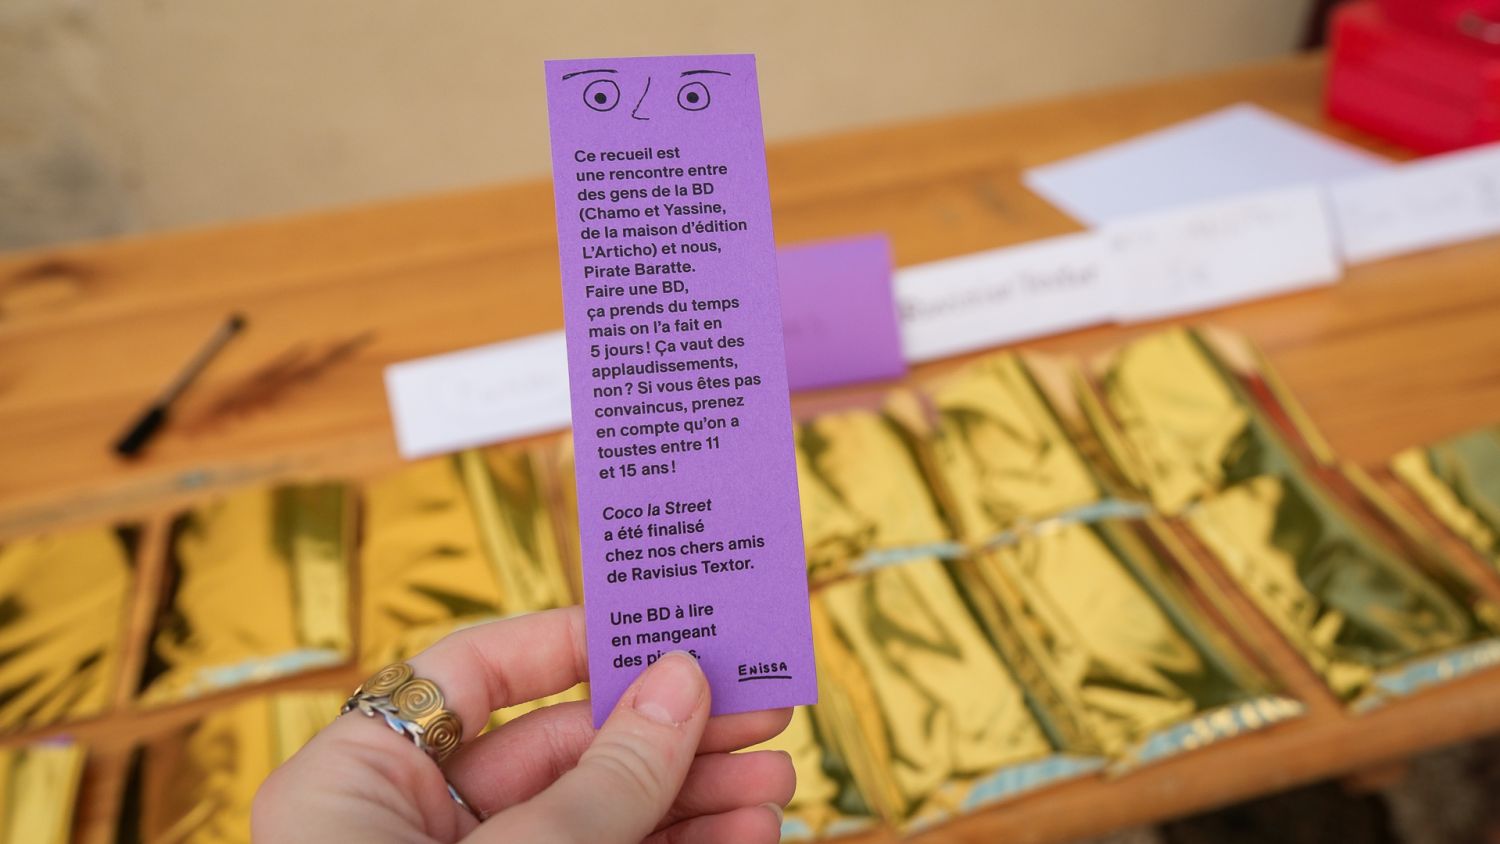 Ce recueil est
une rencontre entre
des gens de la BD
(Chamo et Yassine,
de la maison d'édition
L'Articho) et nous,
Pirate Baratte.
Faire une BD,
ça prends du temps
mais on l'a fait en
5 jours ! Ça vaut des
applaudissements,
non ? Si vous êtes pas
convaincus, prenez
en compte qu'on a
toustes entre 11
et 15 ans !
Coco la Street
a été finalisé
chez nos chers amis
de Ravisius Textor.
Une BD à lire
en mangeant
des
ENISSA
Ravisius Textor